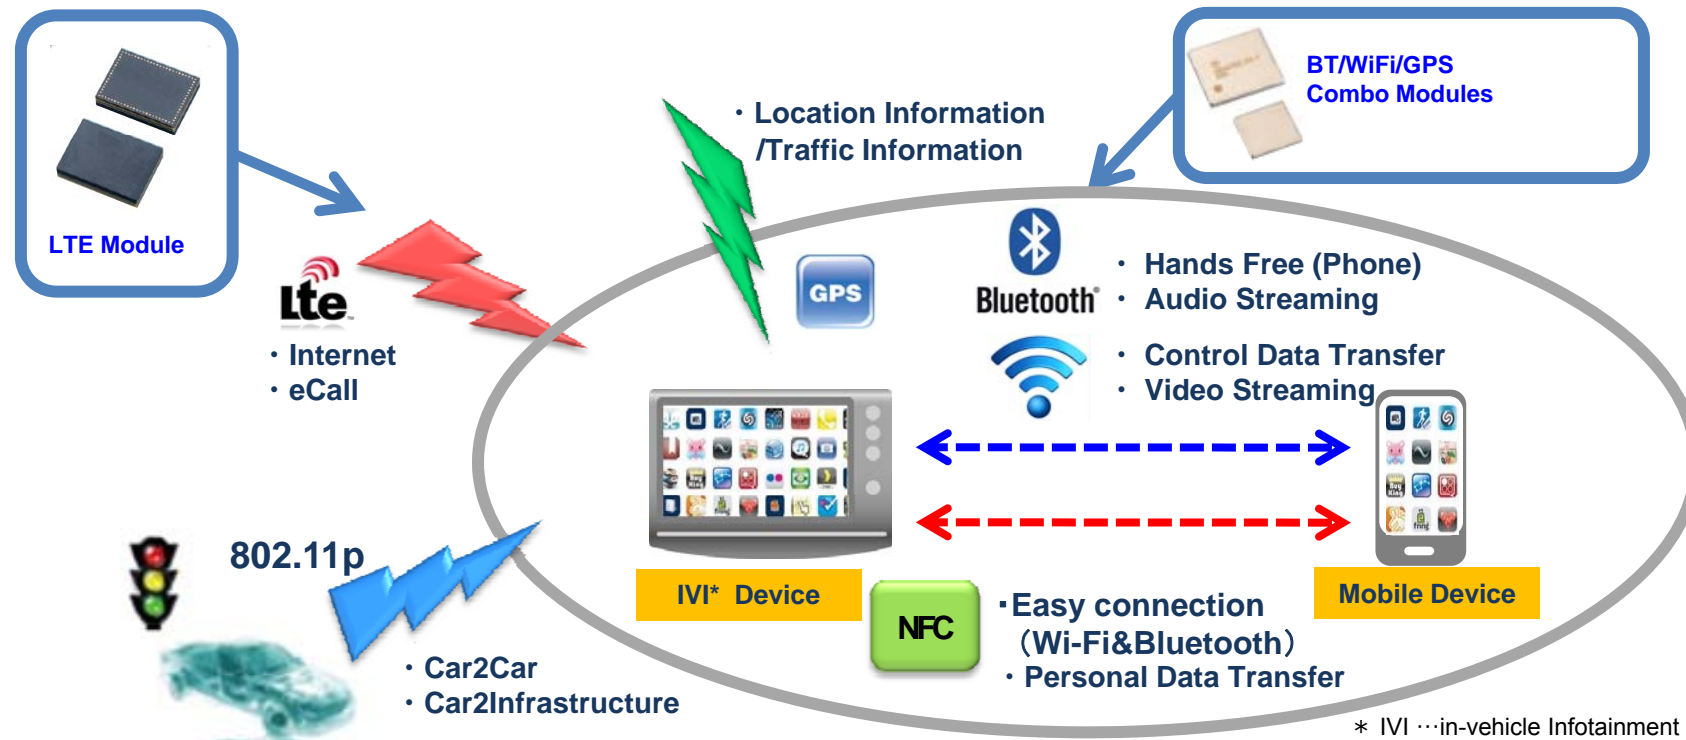 BT/WiFi/GPS
Combo Modules
・Location Information
/Traffic Information
LTE Module
Lte
・Internet
・eCall
GPS
Bluetooth®
・ Hands Free (Phone)
・ Audio Streaming
・ Control Data Transfer
・ Video Streaming
802.11p
IVI* Device
Mobile Device
NFC
・Easy connection
（Wi-Fi&Bluetooth）
・Personal Data Transfer
・Car2Car
・Car2Infrastructure
＊ IVI …in-vehicle Infotainment